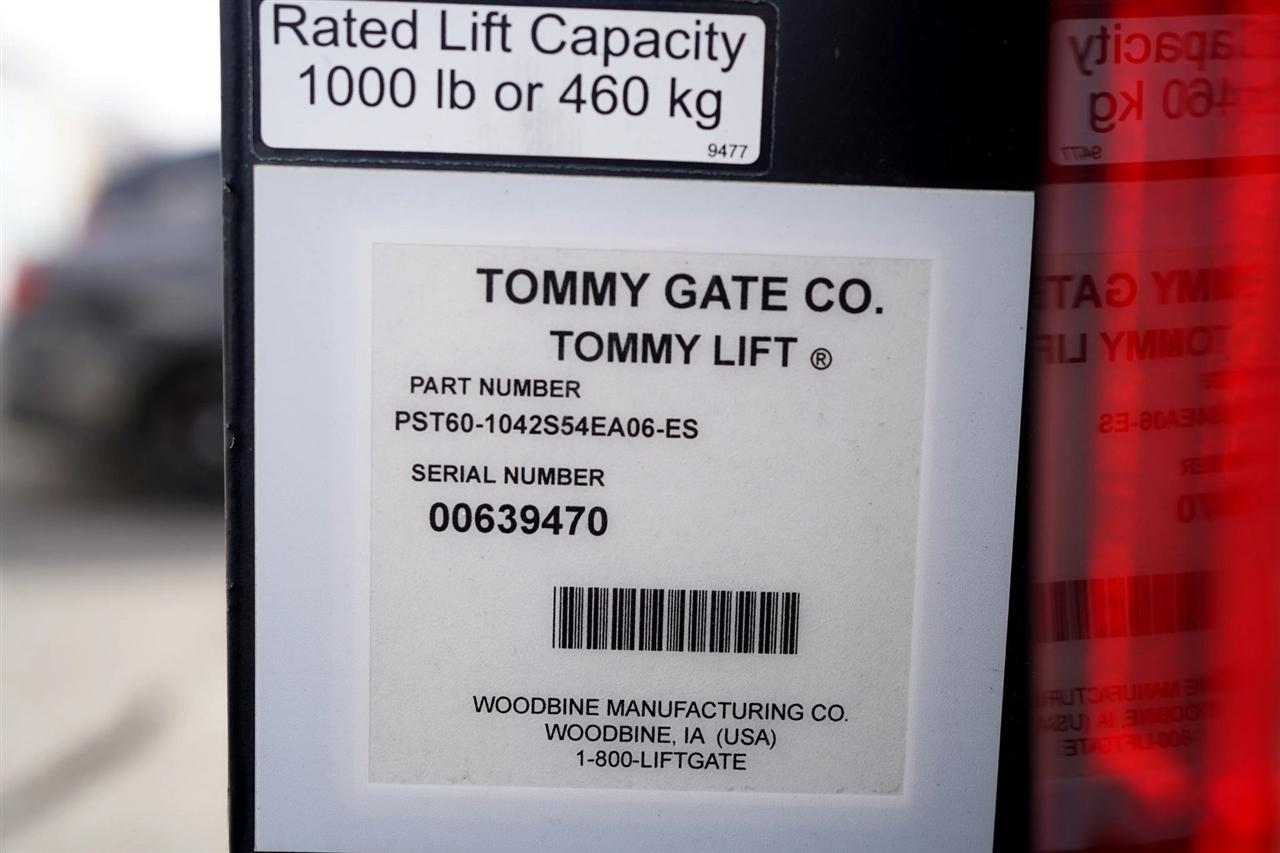 Rated Lift Capacity
1000 lb or 460 kg
9477
TOMMY GATE CO.
TOMMY LIFT ®
PART NUMBER
PST60-1042S54EA06-ES
SERIAL NUMBER
00639470
WOODBINE MANUFACTURING CO.
WOODBINE, IA (USA)
1-800-LIFTGATE